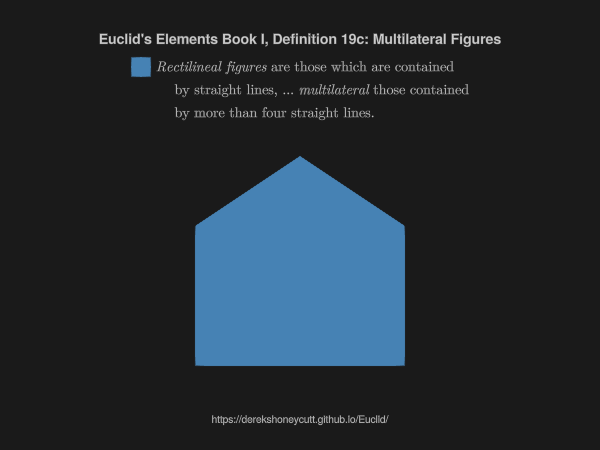 Euclid's Elements Book I, Definition 19c: Multilateral Figures
Rectilineal figures are those which are contained
by straight lines, ... multilateral those contained
by more than four straight lines.
https://derekshoneycutt.github.io/Euclid/